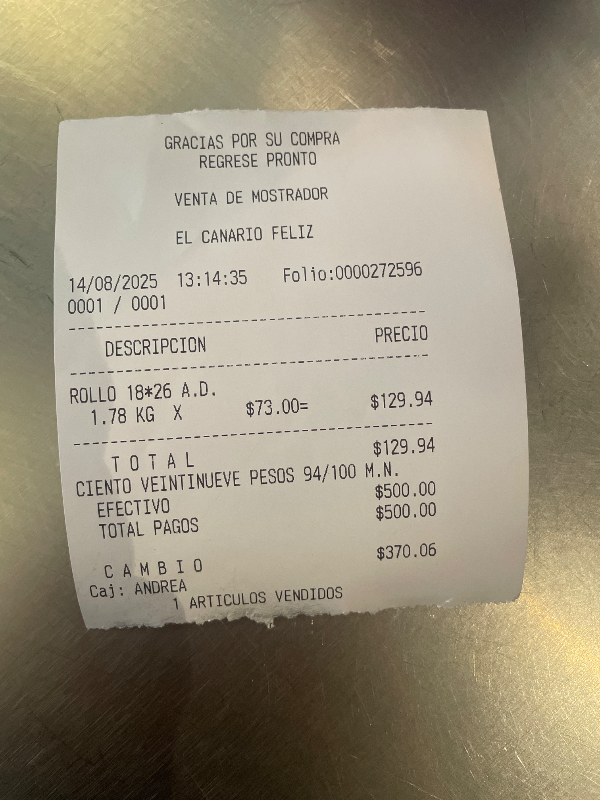 GRACIAS POR SU COMPRA
REGRESE PRONTO
VENTA DE MOSTRADOR
EL CANARIO FELIZ
14/08/2025 13:14:35 Folio:0000272596
0001 / 0001
DESCRIPCION PRECIO
ROLLO 18*26 A.D.
1.78 KG X $73.00= $129.94
T O T A L $129.94
CIENTO VEINTINUEVE PESOS 94/100 M.N.
EFECTIVO $500.00
TOTAL PAGOS $500.00
C A M B I O $370.06
Caj: ANDREA
1 ARTICULOS VENDIDOS